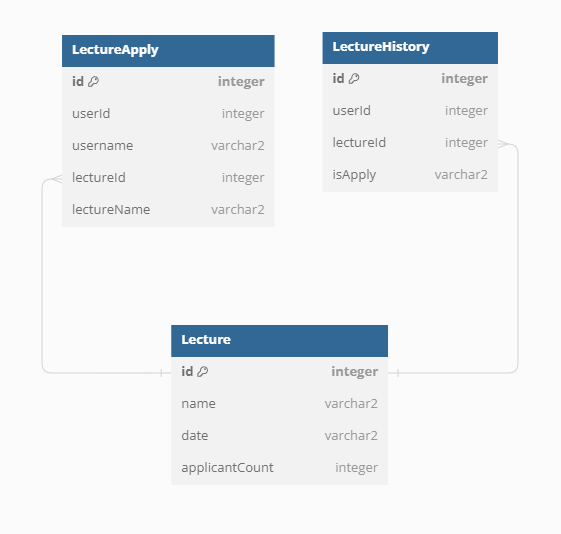 LectureApply
id integer
userId integer
username varchar2
lectureId integer
lectureName varchar2
LectureHistory
id integer
userId integer
lectureId integer
isApply varchar2
Lecture
id integer
name varchar2
date varchar2
applicantCount integer